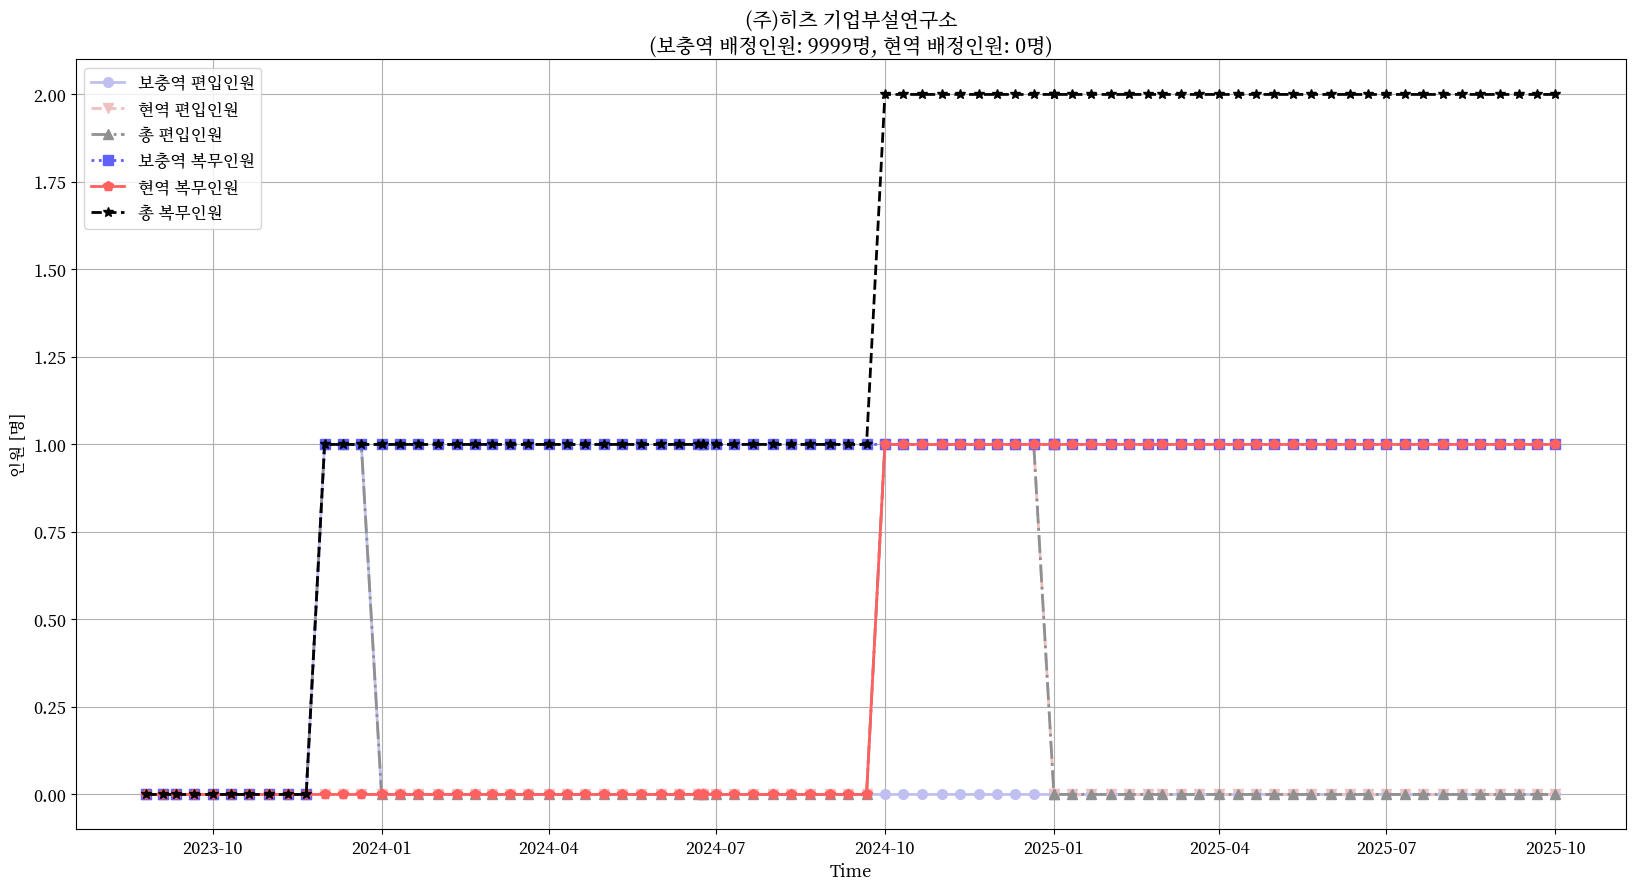 (주)히츠 기업부설연구소
(보충역 배정인원: 9999명, 현역 배정인원: 0명)
보충역 편입인원
현역 편입인원
총 편입인원
보충역 복무인원
현역 복무인원
총 복무인원
2.00
1.75
1.50
1.25
1.00
0.75
0.50
0.25
0.00
인원 [명]
2023-10 2024-01 2024-04 2024-07 2024-10 2025-01 2025-04 2025-07 2025-10
Time